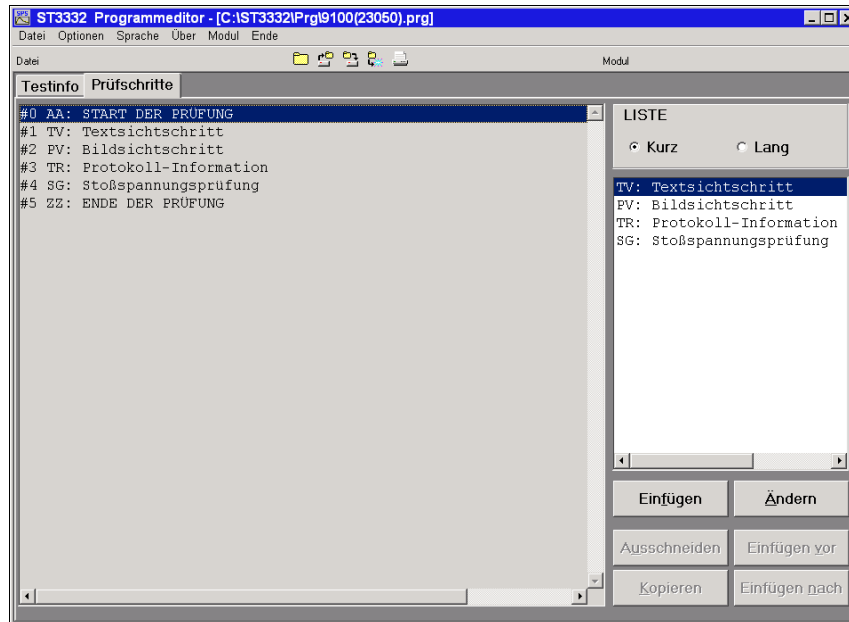 ST3332 Programmeditor - [C:\ST3332\Prg\9100(23050).prg]
Datei Optionen Sprache Über Modul Ende
Datei Modul
Testinfo Prüfschritte
#0 AA: START DER PRÜFUNG
#1 TV: Textsichtschritt
#2 PV: Bildsichtschritt
#3 TR: Protokoll-Information
#4 SG: Stoßspannungsprüfung
#5 ZZ: ENDE DER PRÜFUNG
LISTE
Kurz Lang
TV: Textsichtschritt
PV: Bildsichtschritt
TR: Protokoll-Information
SG: Stoßspannungsprüfung
Einfügen Ändern
Ausschneiden Einfügen vor
Kopieren Einfügen nach